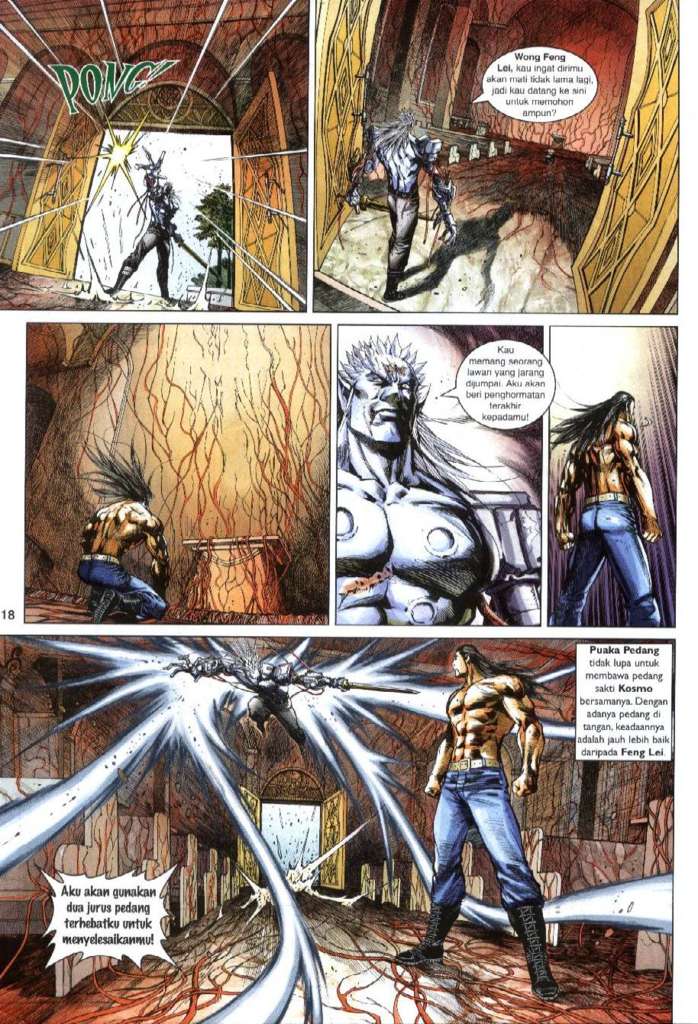 PONG!
Wong Feng
Lei, kau ingat dirimu
akan mati tidak lama lagi,
jadi kau datang ke sini
untuk memohon
ampun?
Kau
memang seorang
lawan yang jarang
dijumpai. Aku akan
beri penghormatan
terakhir
kepadamu!
18
Puaka Pedang
tidak lupa untuk
membawa pedang
sakti Kosmo
bersamanya. Dengan
adanya pedang di
tangan, keadaannya
adalah jauh lebih baik
daripada Feng Lei.
Aku akan gunakan
dua jurus pedang
terhebatku untuk
menyelesaikanmu!